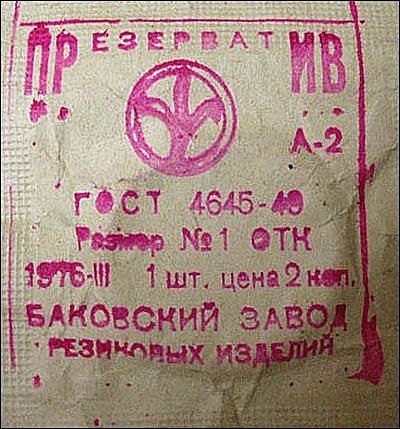 ПРЕЗЕРВАТИВ
А-2
ГОСТ 4645-49
Размер №1 ОТК
1976-III 1 шт. цена 2 коп.
БАКОВСКИЙ ЗАВОД
РЕЗИНОВЫХ ИЗДЕЛИЙ